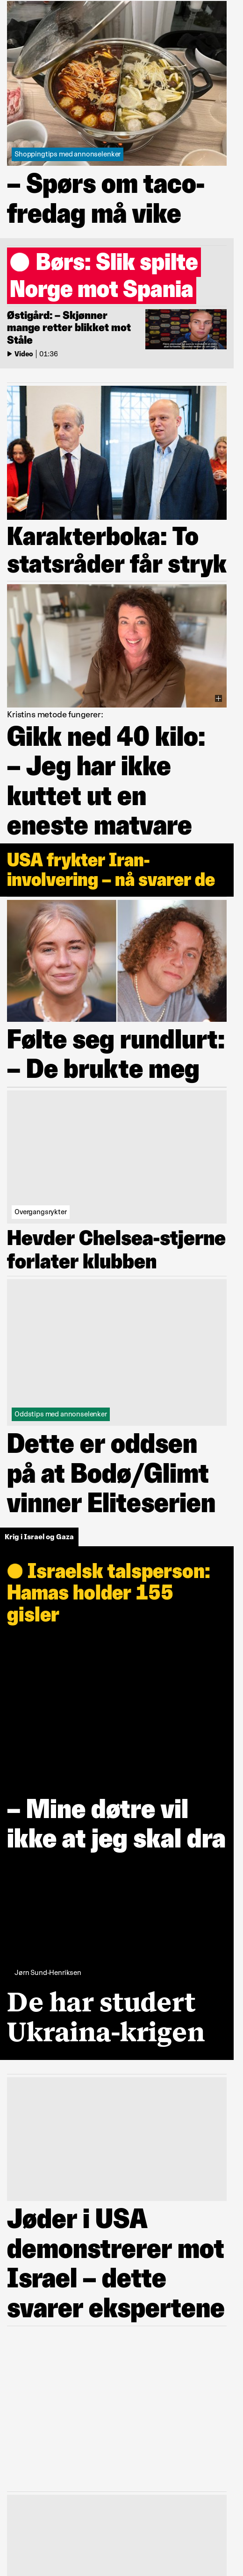 Shoppingtips med annonselenker
– Spørs om taco-
fredag må vike
Børs: Slik spilte
Norge mot Spania
Østigård: – Skjønner
mange retter blikket mot
Ståle
Video | 01:36
Karakterboka: To
statsråder får stryk
Kristins metode fungerer:
Gikk ned 40 kilo:
– Jeg har ikke
kuttet ut en
eneste matvare
USA frykter Iran-
involvering – nå svarer de
Følte seg rundlurt:
– De brukte meg
Overgangsrykter
Hevder Chelsea-stjerne
forlater klubben
Oddstips med annonselenker
Dette er oddsen
på at Bodø/Glimt
vinner Eliteserien
Krig i Israel og Gaza
Israelsk talsperson:
Hamas holder 155
gisler
– Mine døtre vil
ikke at jeg skal dra
Jørn Sund-Henriksen
De har studert
Ukraina-krigen
Jøder i USA
demonstrerer mot
Israel – dette
svarer ekspertene